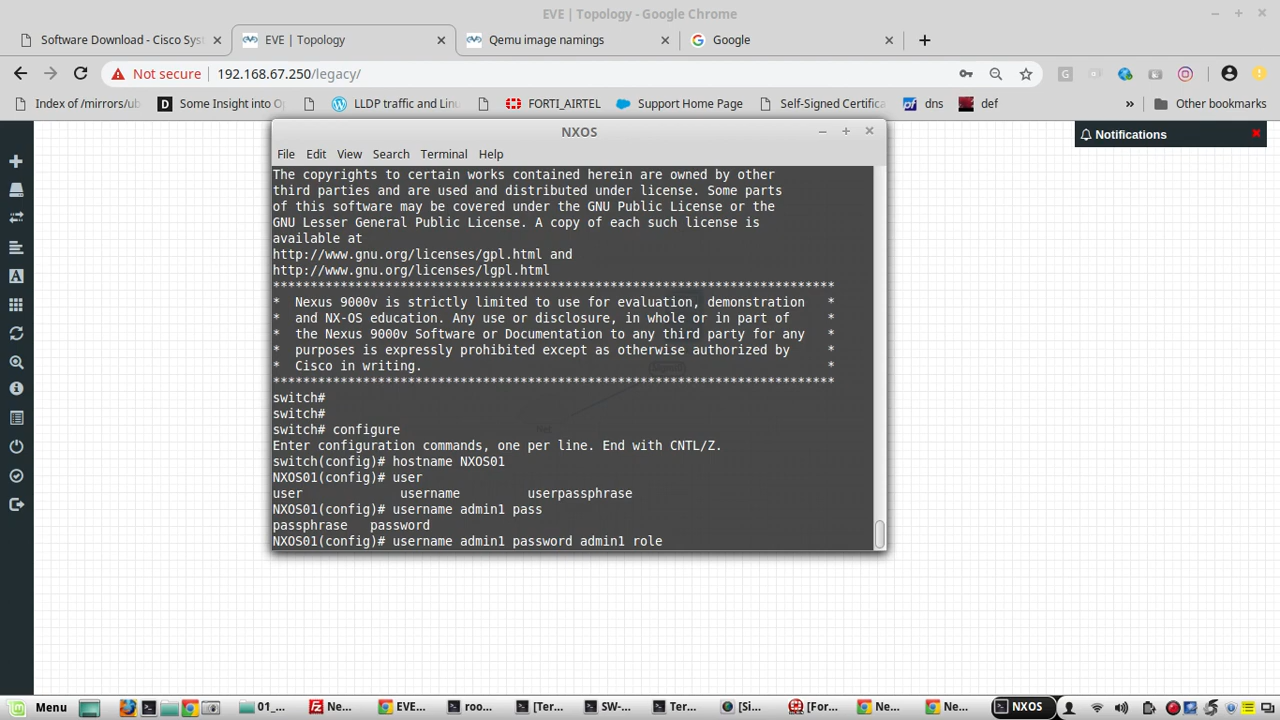 EVE | Topology - Google Chrome
Software Download - Cisco Sys
EVE | Topology
Qemu image namings
Google
Not secure | 192.168.67.250/legacy/
Index of /mirrors/ub
Some Insight into Op
LLDP traffic and Linu
FORTI_AIRTEL
Support Home Page
Self-Signed Certifica
dns
def
»
Other bookmarks
Notifications
NXOS
File Edit View Search Terminal Help
The copyrights to certain works contained herein are owned by other
third parties and are used and distributed under license. Some parts
of this software may be covered under the GNU Public License or the
GNU Lesser General Public License. A copy of each such license is
available at
http://www.gnu.org/licenses/gpl.html and
http://www.gnu.org/licenses/lgpl.html
***************************************************************************
*  Nexus 9000v is strictly limited to use for evaluation, demonstration   *
*  and NX-OS education. Any use or disclosure, in whole or in part of     *
*  the Nexus 9000v Software or Documentation to any third party for any   *
*  purposes is expressly prohibited except as otherwise authorized by     *
*  Cisco in writing.                                                      *
***************************************************************************
switch#
switch#
switch# configure
Enter configuration commands, one per line. End with CNTL/Z.
switch(config)# hostname NXOS01
NXOS01(config)# user
user             username         userpassphrase
NXOS01(config)# username admin1 pass
passphrase   password
NXOS01(config)# username admin1 password admin1 role
Menu
01_...
Ne...
EVE...
roo...
[Ter...
SW-...
Ter...
[Si...
[For...
Ne...
Ne...
NXOS